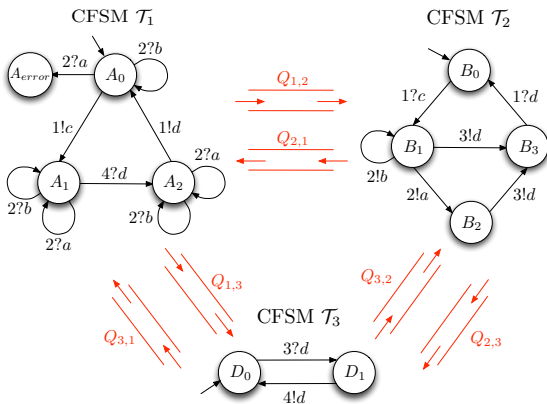 CFSM T₁
CFSM T₂
A_error
2?a
A₀
2?b
1!c
1!d
A₁
4?d
A₂
2?a
2?b
2?a
2?b
Q₁,₂
Q₂,₁
B₀
1?c
1?d
B₁
3!d
B₃
2!b
2!a
3!d
B₂
Q₁,₃
Q₃,₁
Q₃,₂
Q₂,₃
CFSM T₃
D₀
3?d
D₁
4!d